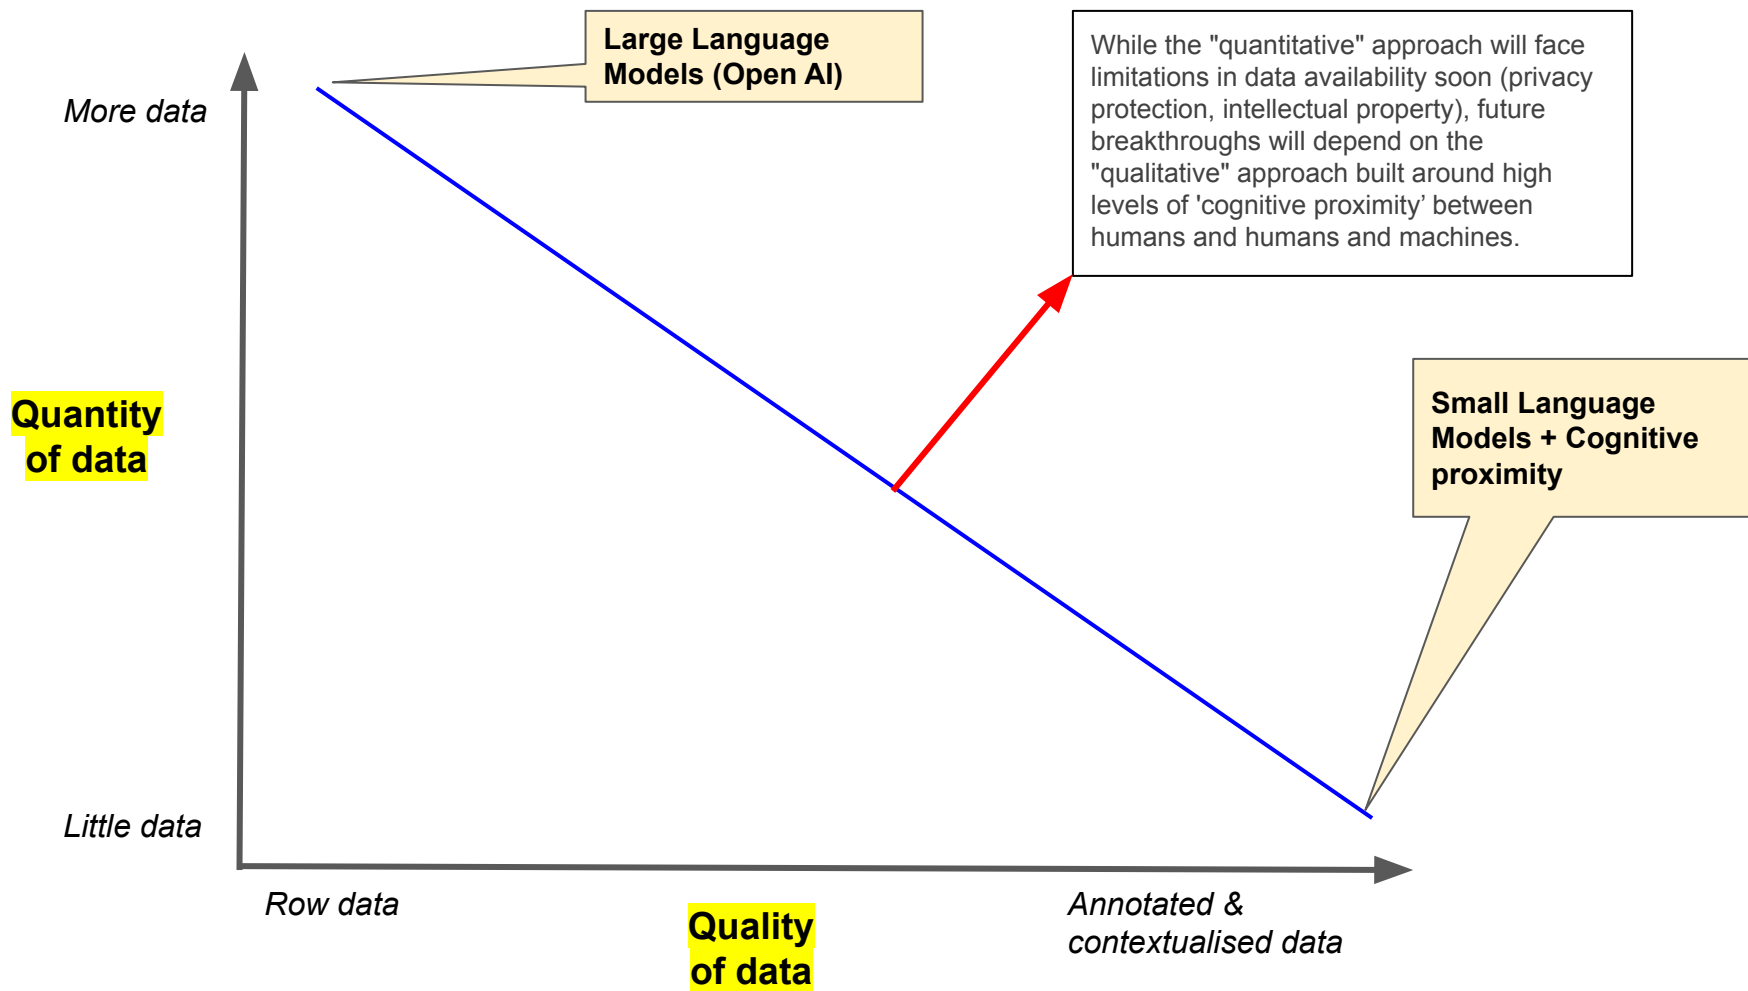 Large Language
Models (Open AI)
While the "quantitative" approach will face
limitations in data availability soon (privacy
protection, intellectual property), future
breakthroughs will depend on the
"qualitative" approach built around high
levels of 'cognitive proximity’ between
humans and humans and machines.
More data
Quantity
of data
Small Language
Models + Cognitive
proximity
Little data
Row data
Quality
of data
Annotated &
contextualised data